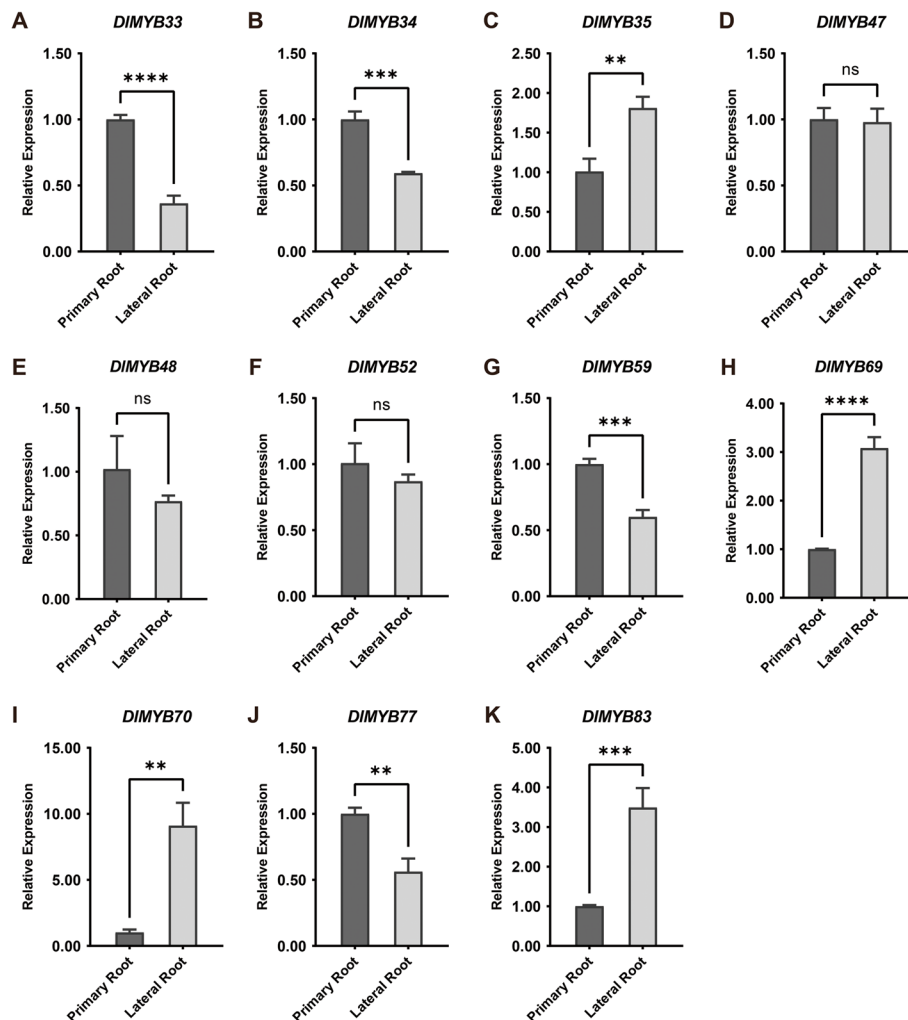 A
DlMYB33
1.50
1.00
0.50
0.00
Relative Expression
****
Primary Root
Lateral Root
B
DlMYB34
1.50
1.00
0.50
0.00
Relative Expression
***
Primary Root
Lateral Root
C
DlMYB35
2.50
2.00
1.50
1.00
0.50
0.00
Relative Expression
**
Primary Root
Lateral Root
D
DlMYB47
1.50
1.00
0.50
0.00
Relative Expression
ns
Primary Root
Lateral Root
E
DlMYB48
1.50
1.00
0.50
0.00
Relative Expression
ns
Primary Root
Lateral Root
F
DlMYB52
1.50
1.00
0.50
0.00
Relative Expression
ns
Primary Root
Lateral Root
G
DlMYB59
1.50
1.00
0.50
0.00
Relative Expression
***
Primary Root
Lateral Root
H
DlMYB69
4.00
3.00
2.00
1.00
0.00
Relative Expression
****
Primary Root
Lateral Root
I
DlMYB70
15.00
10.00
5.00
0.00
Relative Expression
**
Primary Root
Lateral Root
J
DlMYB77
1.50
1.00
0.50
0.00
Relative Expression
**
Primary Root
Lateral Root
K
DlMYB83
5.00
4.00
3.00
2.00
1.00
0.00
Relative Expression
***
Primary Root
Lateral Root